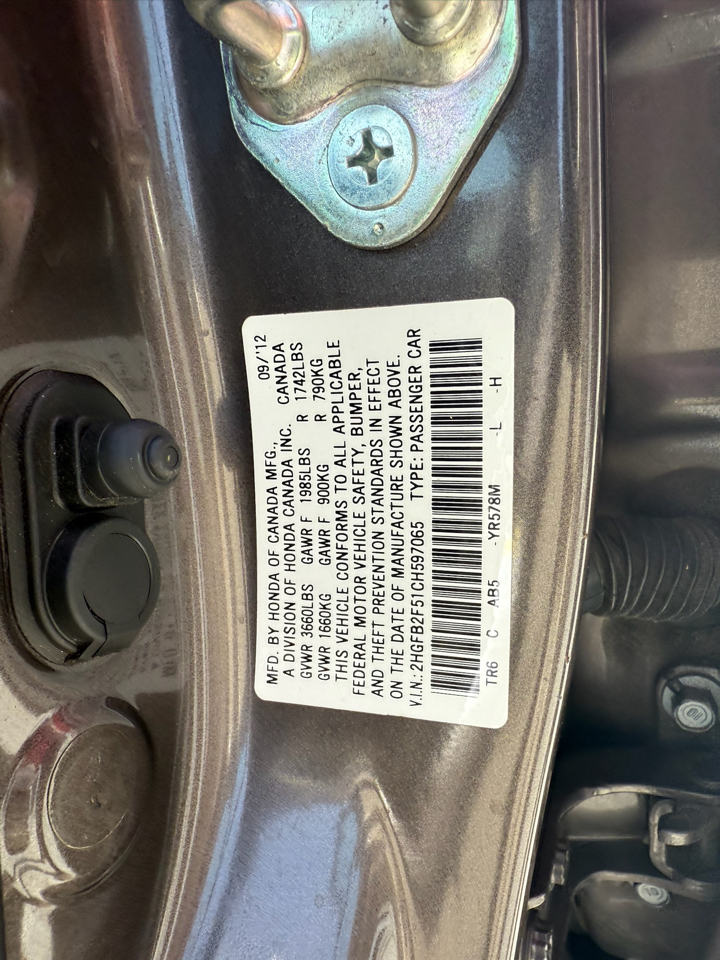 MFD. BY HONDA OF CANADA MFG., 09/'12
A DIVISION OF HONDA CANADA INC. CANADA
GVWR 3660LBS GAWR F 1985LBS R 1742LBS
GVWR 1660KG GAWR F 900KG R 790KG
THIS VEHICLE CONFORMS TO ALL APPLICABLE
FEDERAL MOTOR VEHICLE SAFETY, BUMPER,
AND THEFT PREVENTION STANDARDS IN EFFECT
ON THE DATE OF MANUFACTURE SHOWN ABOVE.
V.I.N.: 2HGFB2F51CH597065 TYPE: PASSENGER CAR
TR6 C AB5 -YR578M -L -H